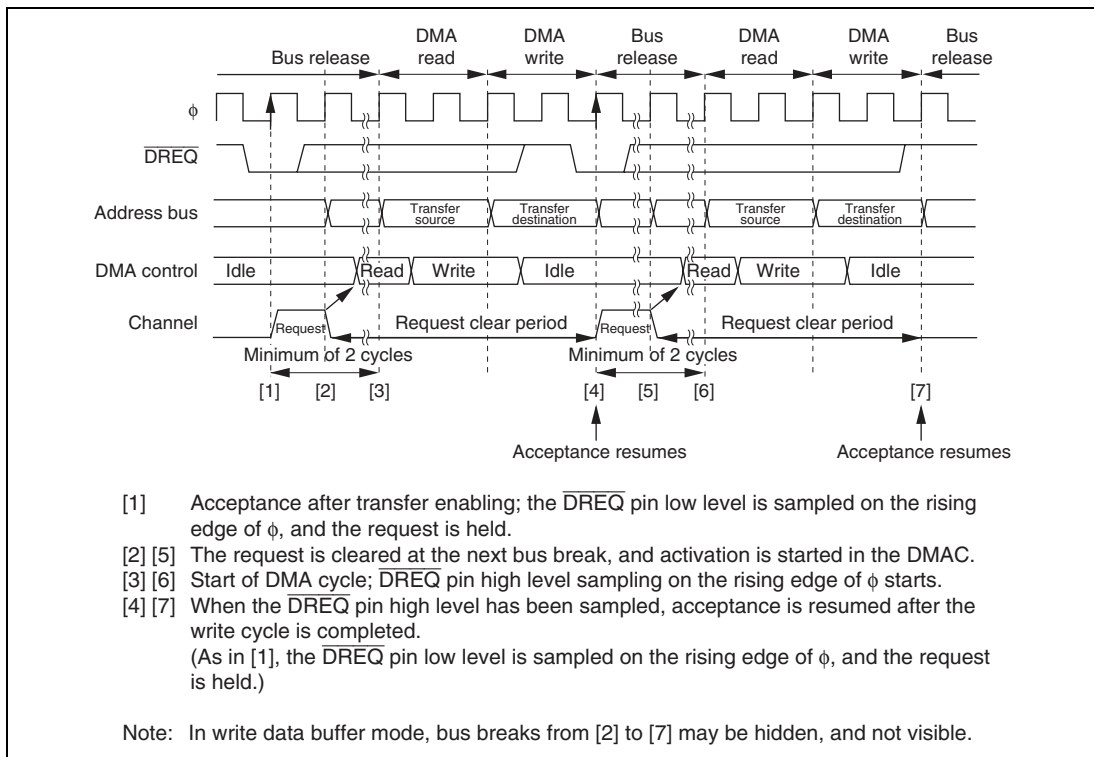 DMA DMA Bus DMA DMA Bus
Bus release read write release read write release
ϕ
DREQ
Address bus Transfer source Transfer destination Transfer source Transfer destination
DMA control Idle Read Write Idle Read Write Idle
Channel Request Request clear period Request Request clear period
Minimum of 2 cycles Minimum of 2 cycles
[1] [2] [3] [4] [5] [6] [7]
Acceptance resumes Acceptance resumes
[1] Acceptance after transfer enabling; the DREQ pin low level is sampled on the rising
edge of ϕ, and the request is held.
[2] [5] The request is cleared at the next bus break, and activation is started in the DMAC.
[3] [6] Start of DMA cycle; DREQ pin high level sampling on the rising edge of ϕ starts.
[4] [7] When the DREQ pin high level has been sampled, acceptance is resumed after the
write cycle is completed.
(As in [1], the DREQ pin low level is sampled on the rising edge of ϕ, and the request
is held.)
Note: In write data buffer mode, bus breaks from [2] to [7] may be hidden, and not visible.